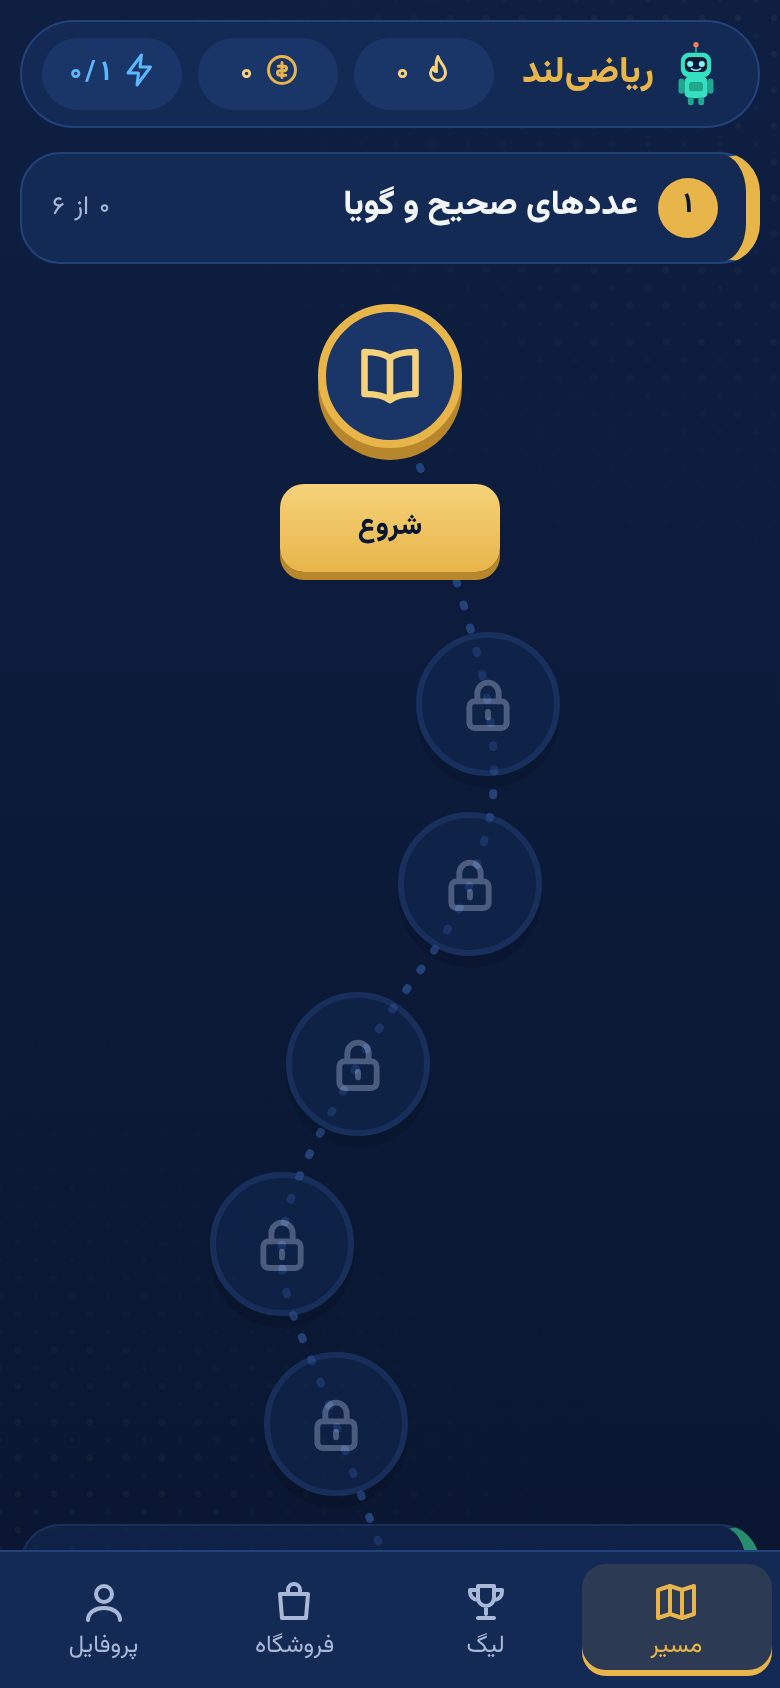 ریاضی‌لند
۰
۰
۰/۱
۱
عددهای صحیح و گویا
۰ از ۶
شروع
مسیر
لیگ
فروشگاه
پروفایل